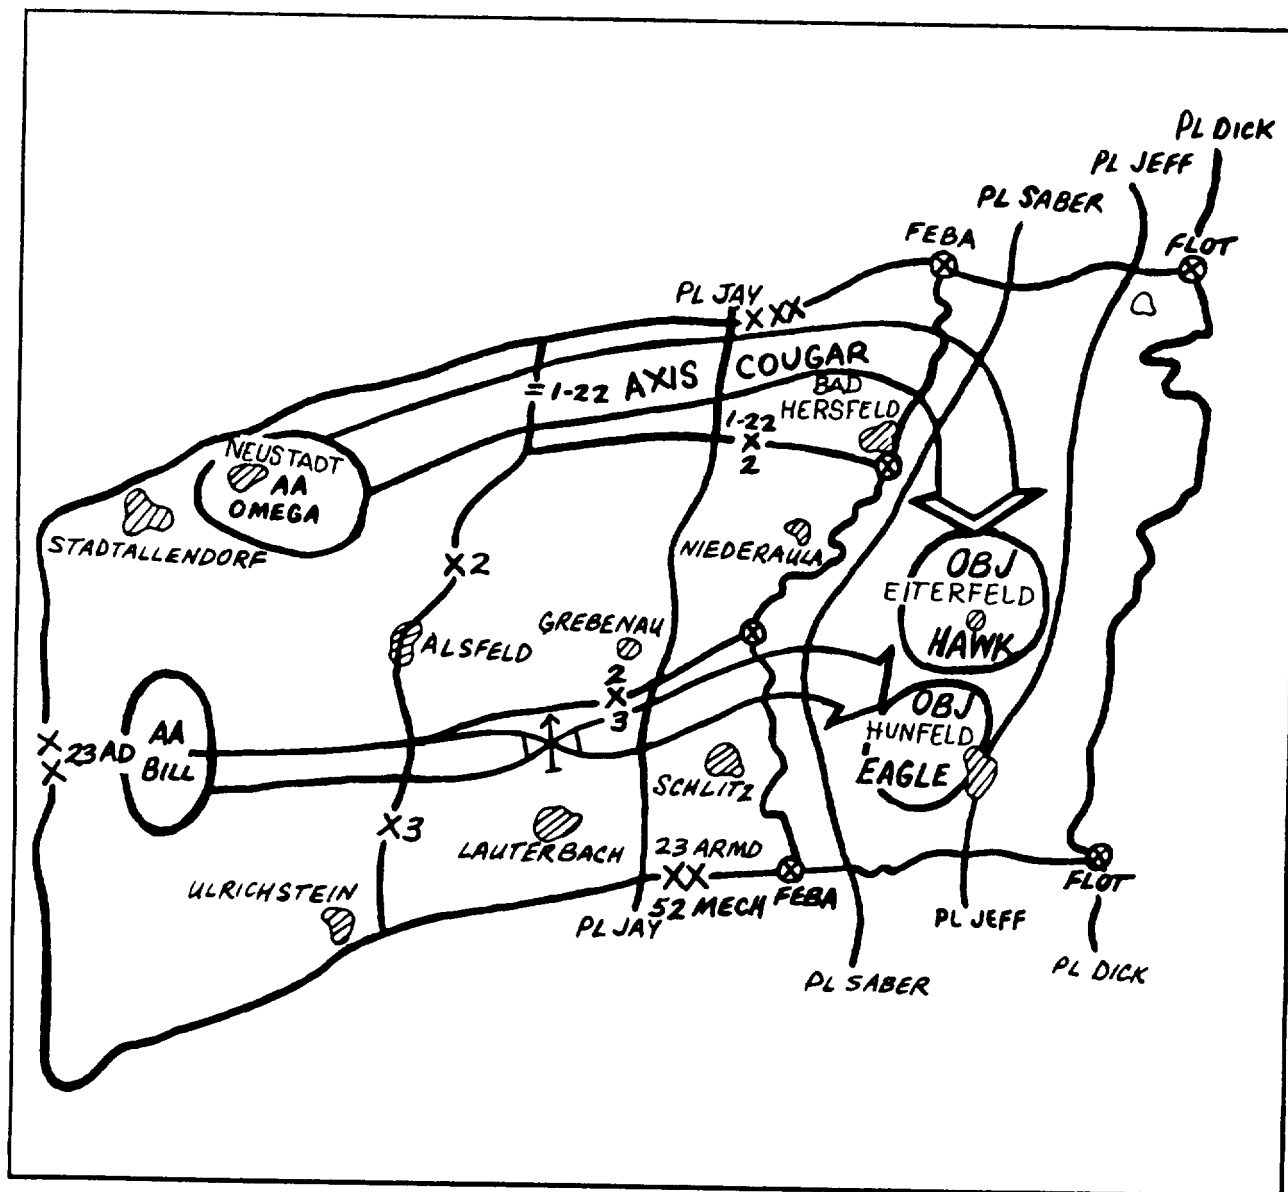 PL DICK
PL JEFF
PL SABER
FEBA
FLOT
PL JAY
XXX
= 1-22 AXIS COUGAR
BAD
HERSFELD
1-22
X
2
NEUSTADT
AA
OMEGA
STADTALLENDORF
X2
NIEDERAULA
OBJ
EITERFELD
HAWK
GREBENAU
ALSFELD
2
X
3
OBJ
HUNFELD
EAGLE
X
X
23 AD
AA
BILL
SCHLITZ
X3
LAUTERBACH
23 ARMD
XX
52 MECH
FEBA
FLOT
ULRICHSTEIN
PL JAY
PL JEFF
PL SABER
PL DICK